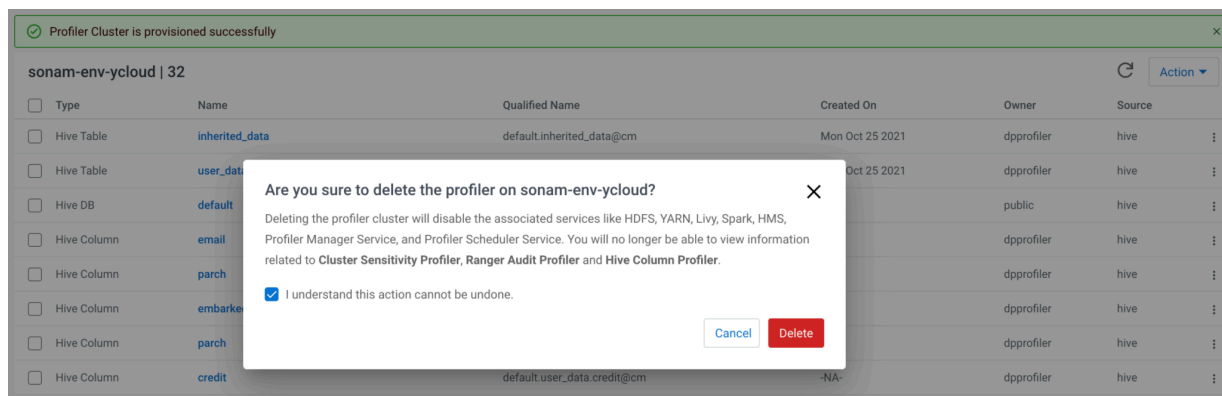 Profiler Cluster is provisioned successfully
sonam-env-ycloud | 32
Action
Type Name Qualified Name Created On Owner Source
Hive Table inherited_data default.inherited_data@cm Mon Oct 25 2021 dpprofiler hive
Hive Table user_data Oct 25 2021 dpprofiler hive
Are you sure to delete the profiler on sonam-env-ycloud?
Hive DB default public hive
Deleting the profiler cluster will disable the associated services like HDFS, YARN, Livy, Spark, HMS,
Hive Column email Profiler Manager Service, and Profiler Scheduler Service. You will no longer be able to view information dpprofiler hive
related to Cluster Sensitivity Profiler, Ranger Audit Profiler and Hive Column Profiler.
Hive Column parch dpprofiler hive
I understand this action cannot be undone.
Hive Column embarke dpprofiler hive
Cancel Delete
Hive Column parch dpprofiler hive
Hive Column credit default.user_data.credit@cm -NA- dpprofiler hive